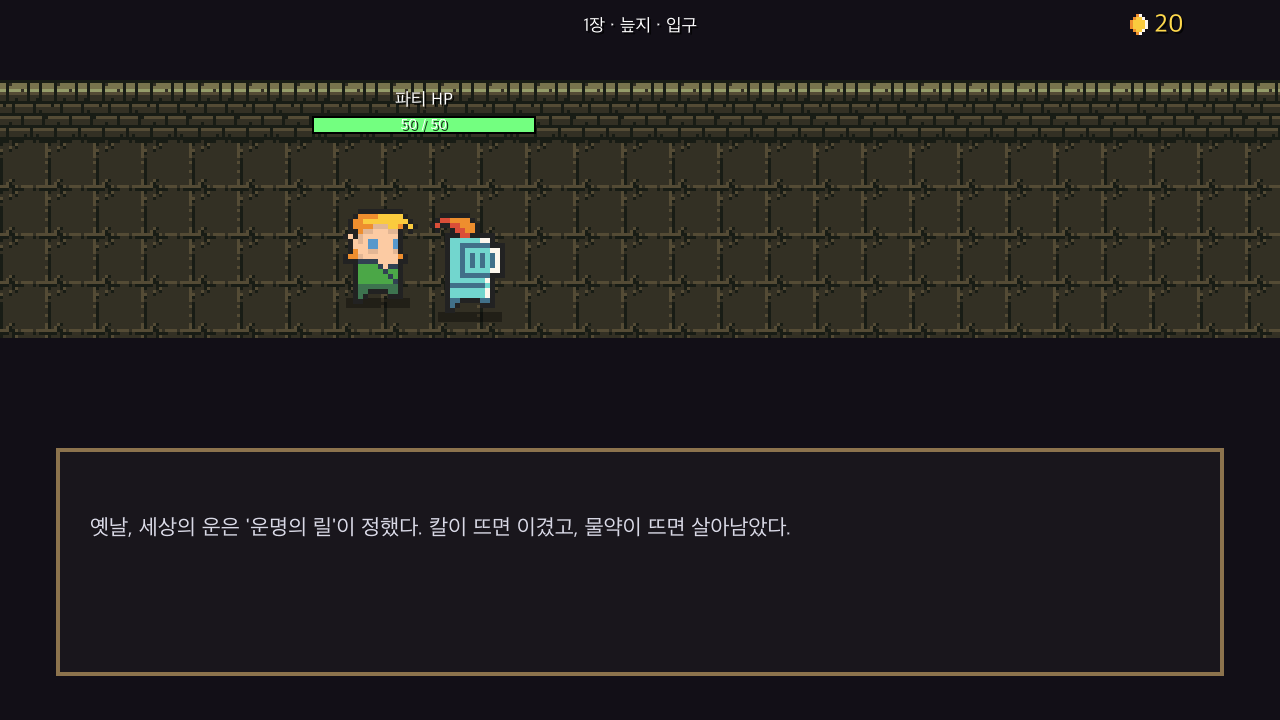 1장 · 늪지 · 입구
20
파티 HP
50 / 50
옛날, 세상의 운은 '운명의 릴'이 정했다. 칼이 뜨면 이겼고, 물약이 뜨면 살아남았다.